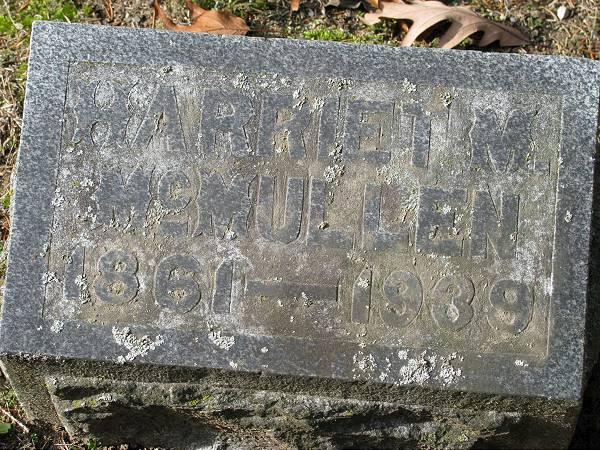 HARRIET M.
McMULLEN
1861 — 1939